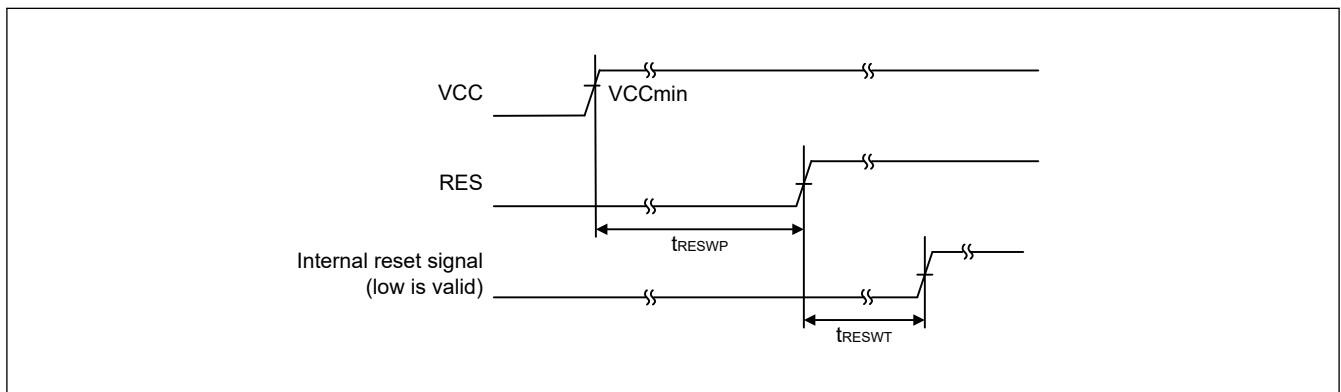 VCC
VCCmin
RES
tRESWP
Internal reset signal
(low is valid)
tRESWT